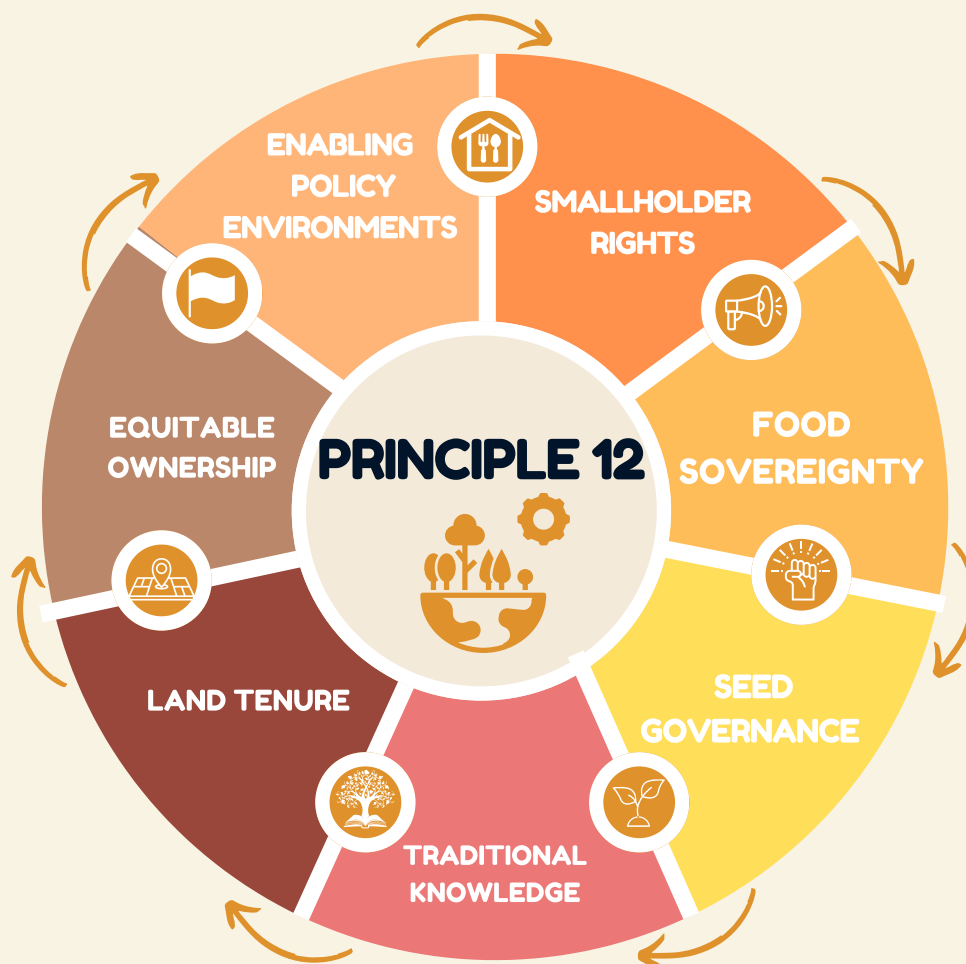 PRINCIPLE 12
ENABLING
POLICY
ENVIRONMENTS
SMALLHOLDER
RIGHTS
FOOD
SOVEREIGNTY
SEED
GOVERNANCE
TRADITIONAL
KNOWLEDGE
LAND TENURE
EQUITABLE
OWNERSHIP